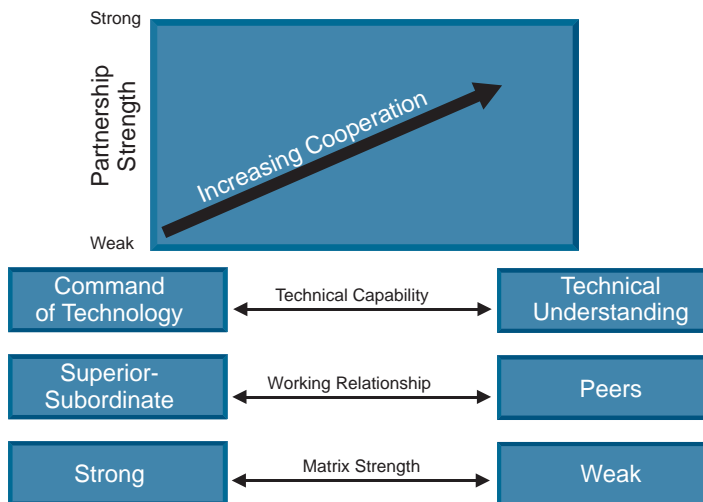 Strong
Partnership
Strength
Increasing Cooperation
Weak
Command
of Technology
Technical Capability
Technical
Understanding
Superior-
Subordinate
Working Relationship
Peers
Strong
Matrix Strength
Weak